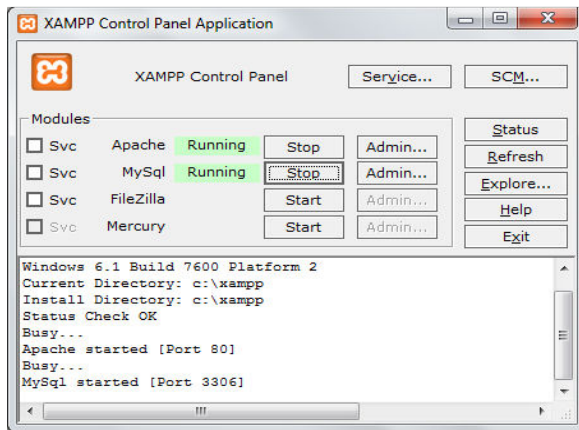 XAMPP Control Panel Application
XAMPP Control Panel
Service...
SCM...
Modules
Svc Apache Running Stop Admin...
Svc MySql Running Stop Admin...
Svc FileZilla Start Admin...
Svc Mercury Start Admin...
Status
Refresh
Explore...
Help
Exit
Windows 6.1 Build 7600 Platform 2
Current Directory: c:\xampp
Install Directory: c:\xampp
Status Check OK
Busy...
Apache started [Port 80]
Busy...
MySql started [Port 3306]